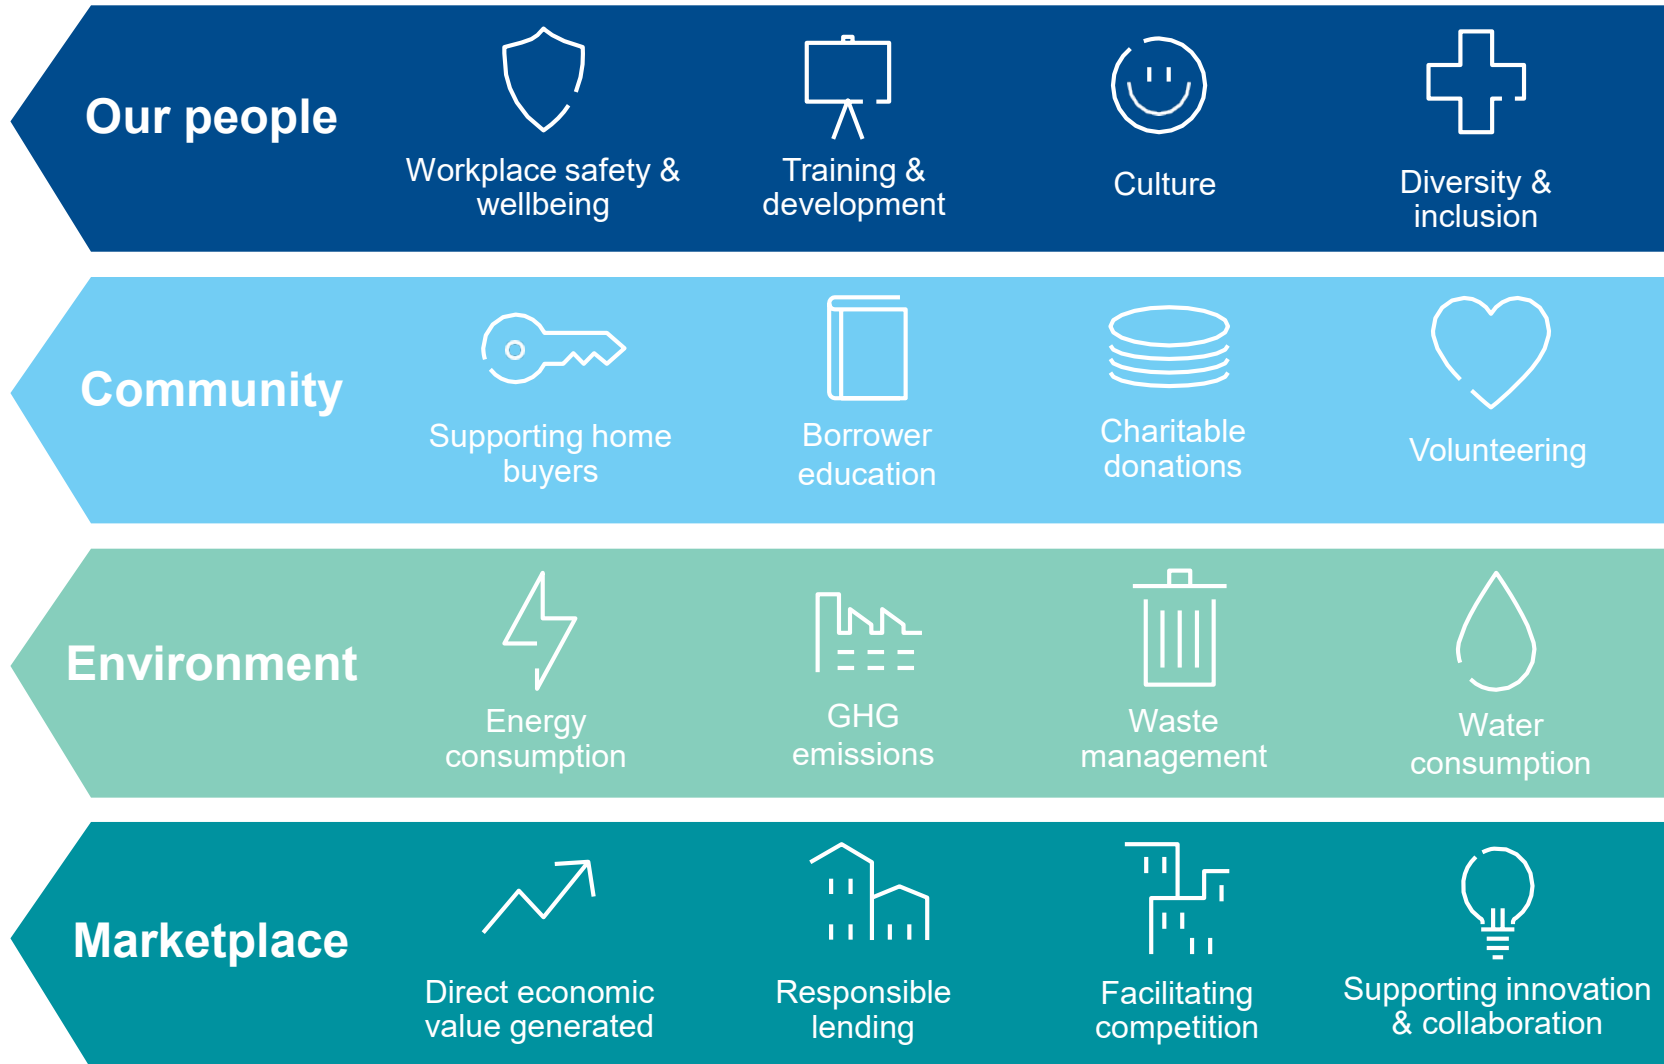 Our people
Workplace safety &
wellbeing
Training &
development
Culture
Diversity &
inclusion
Community
Supporting home
buyers
Borrower
education
Charitable
donations
Volunteering
Environment
Energy
consumption
GHG
emissions
Waste
management
Water
consumption
Marketplace
Direct economic
value generated
Responsible
lending
Facilitating
competition
Supporting innovation
& collaboration